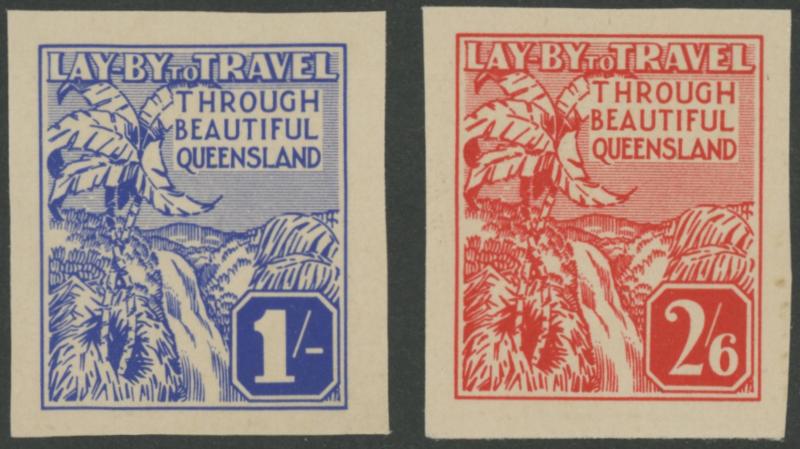 LAY-BY TO TRAVEL
THROUGH
BEAUTIFUL
QUEENSLAND
1/-
LAY-BY TO TRAVEL
THROUGH
BEAUTIFUL
QUEENSLAND
2/6